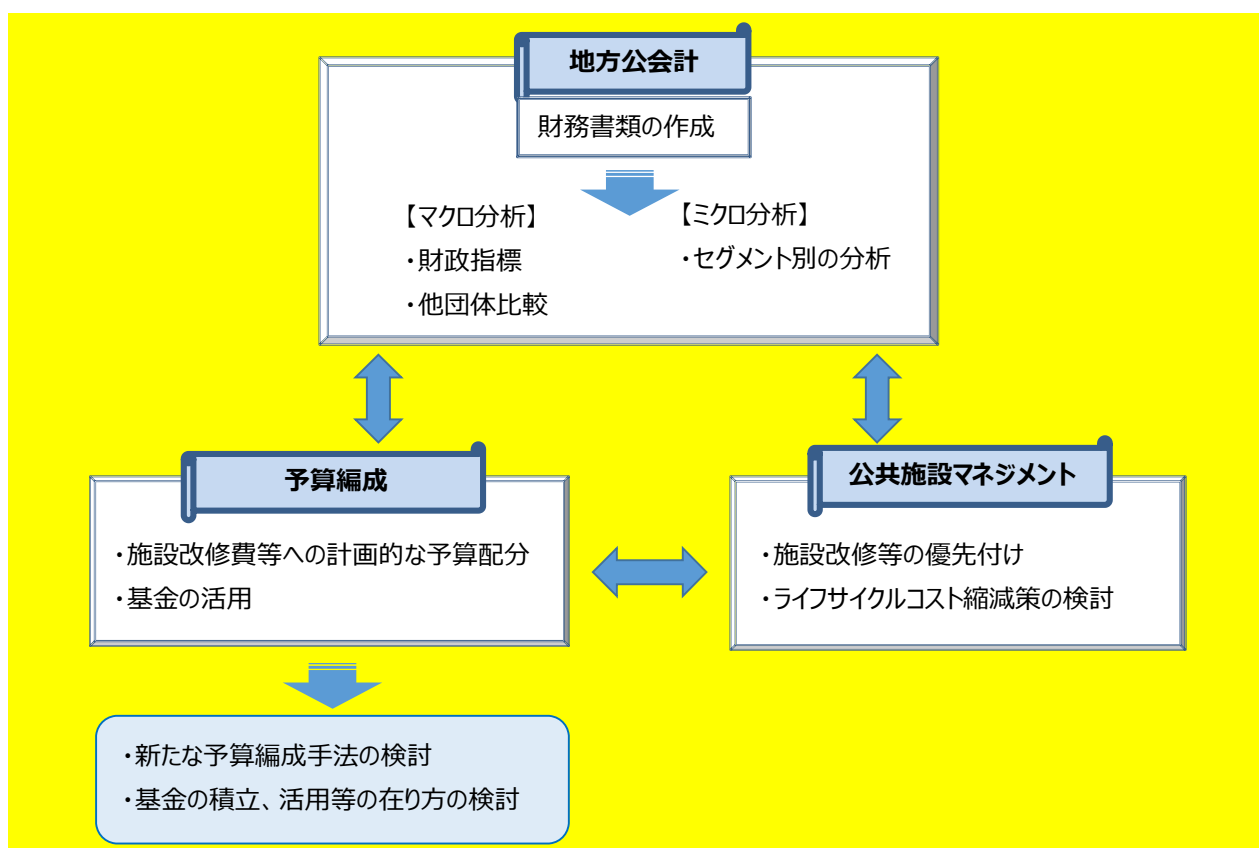 地方公会計
財務書類の作成
【マクロ分析】
・財政指標
・他団体比較
【ミクロ分析】
・セグメント別の分析
予算編成
・施設改修費等への計画的な予算配分
・基金の活用
公共施設マネジメント
・施設改修等の優先付け
・ライフサイクルコスト縮減策の検討
・新たな予算編成手法の検討
・基金の積立、活用等の在り方の検討